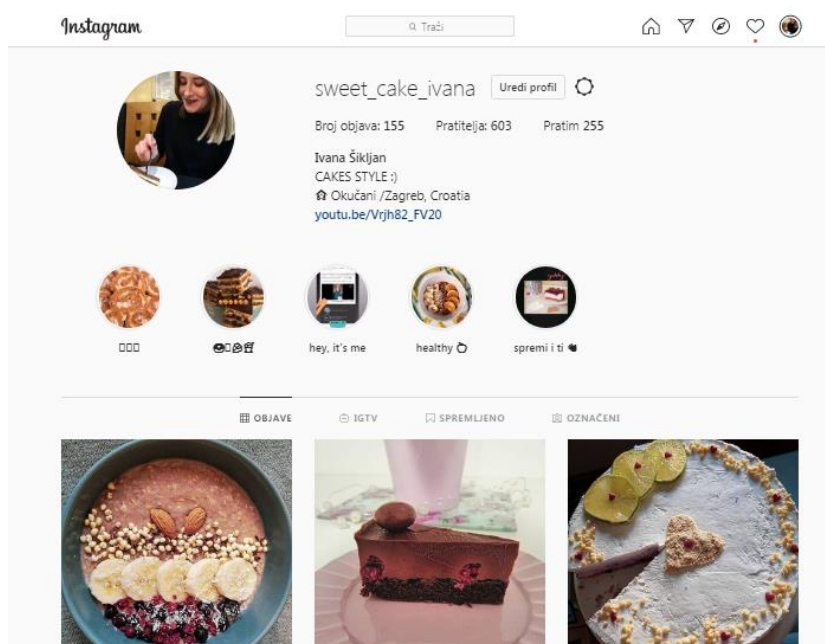 Instagram
Traži
sweet_cake_ivana Uredi profil
Broj objava: 155 Pratitelja: 603 Pratim 255
Ivana Šikljan
CAKES STYLE :)
Okučani /Zagreb, Croatia
youtu.be/Vrjh82_FV20
hey, it's me healthy spremi i ti
OBJAVE IGTV SPREMLJENO OZNAČENI